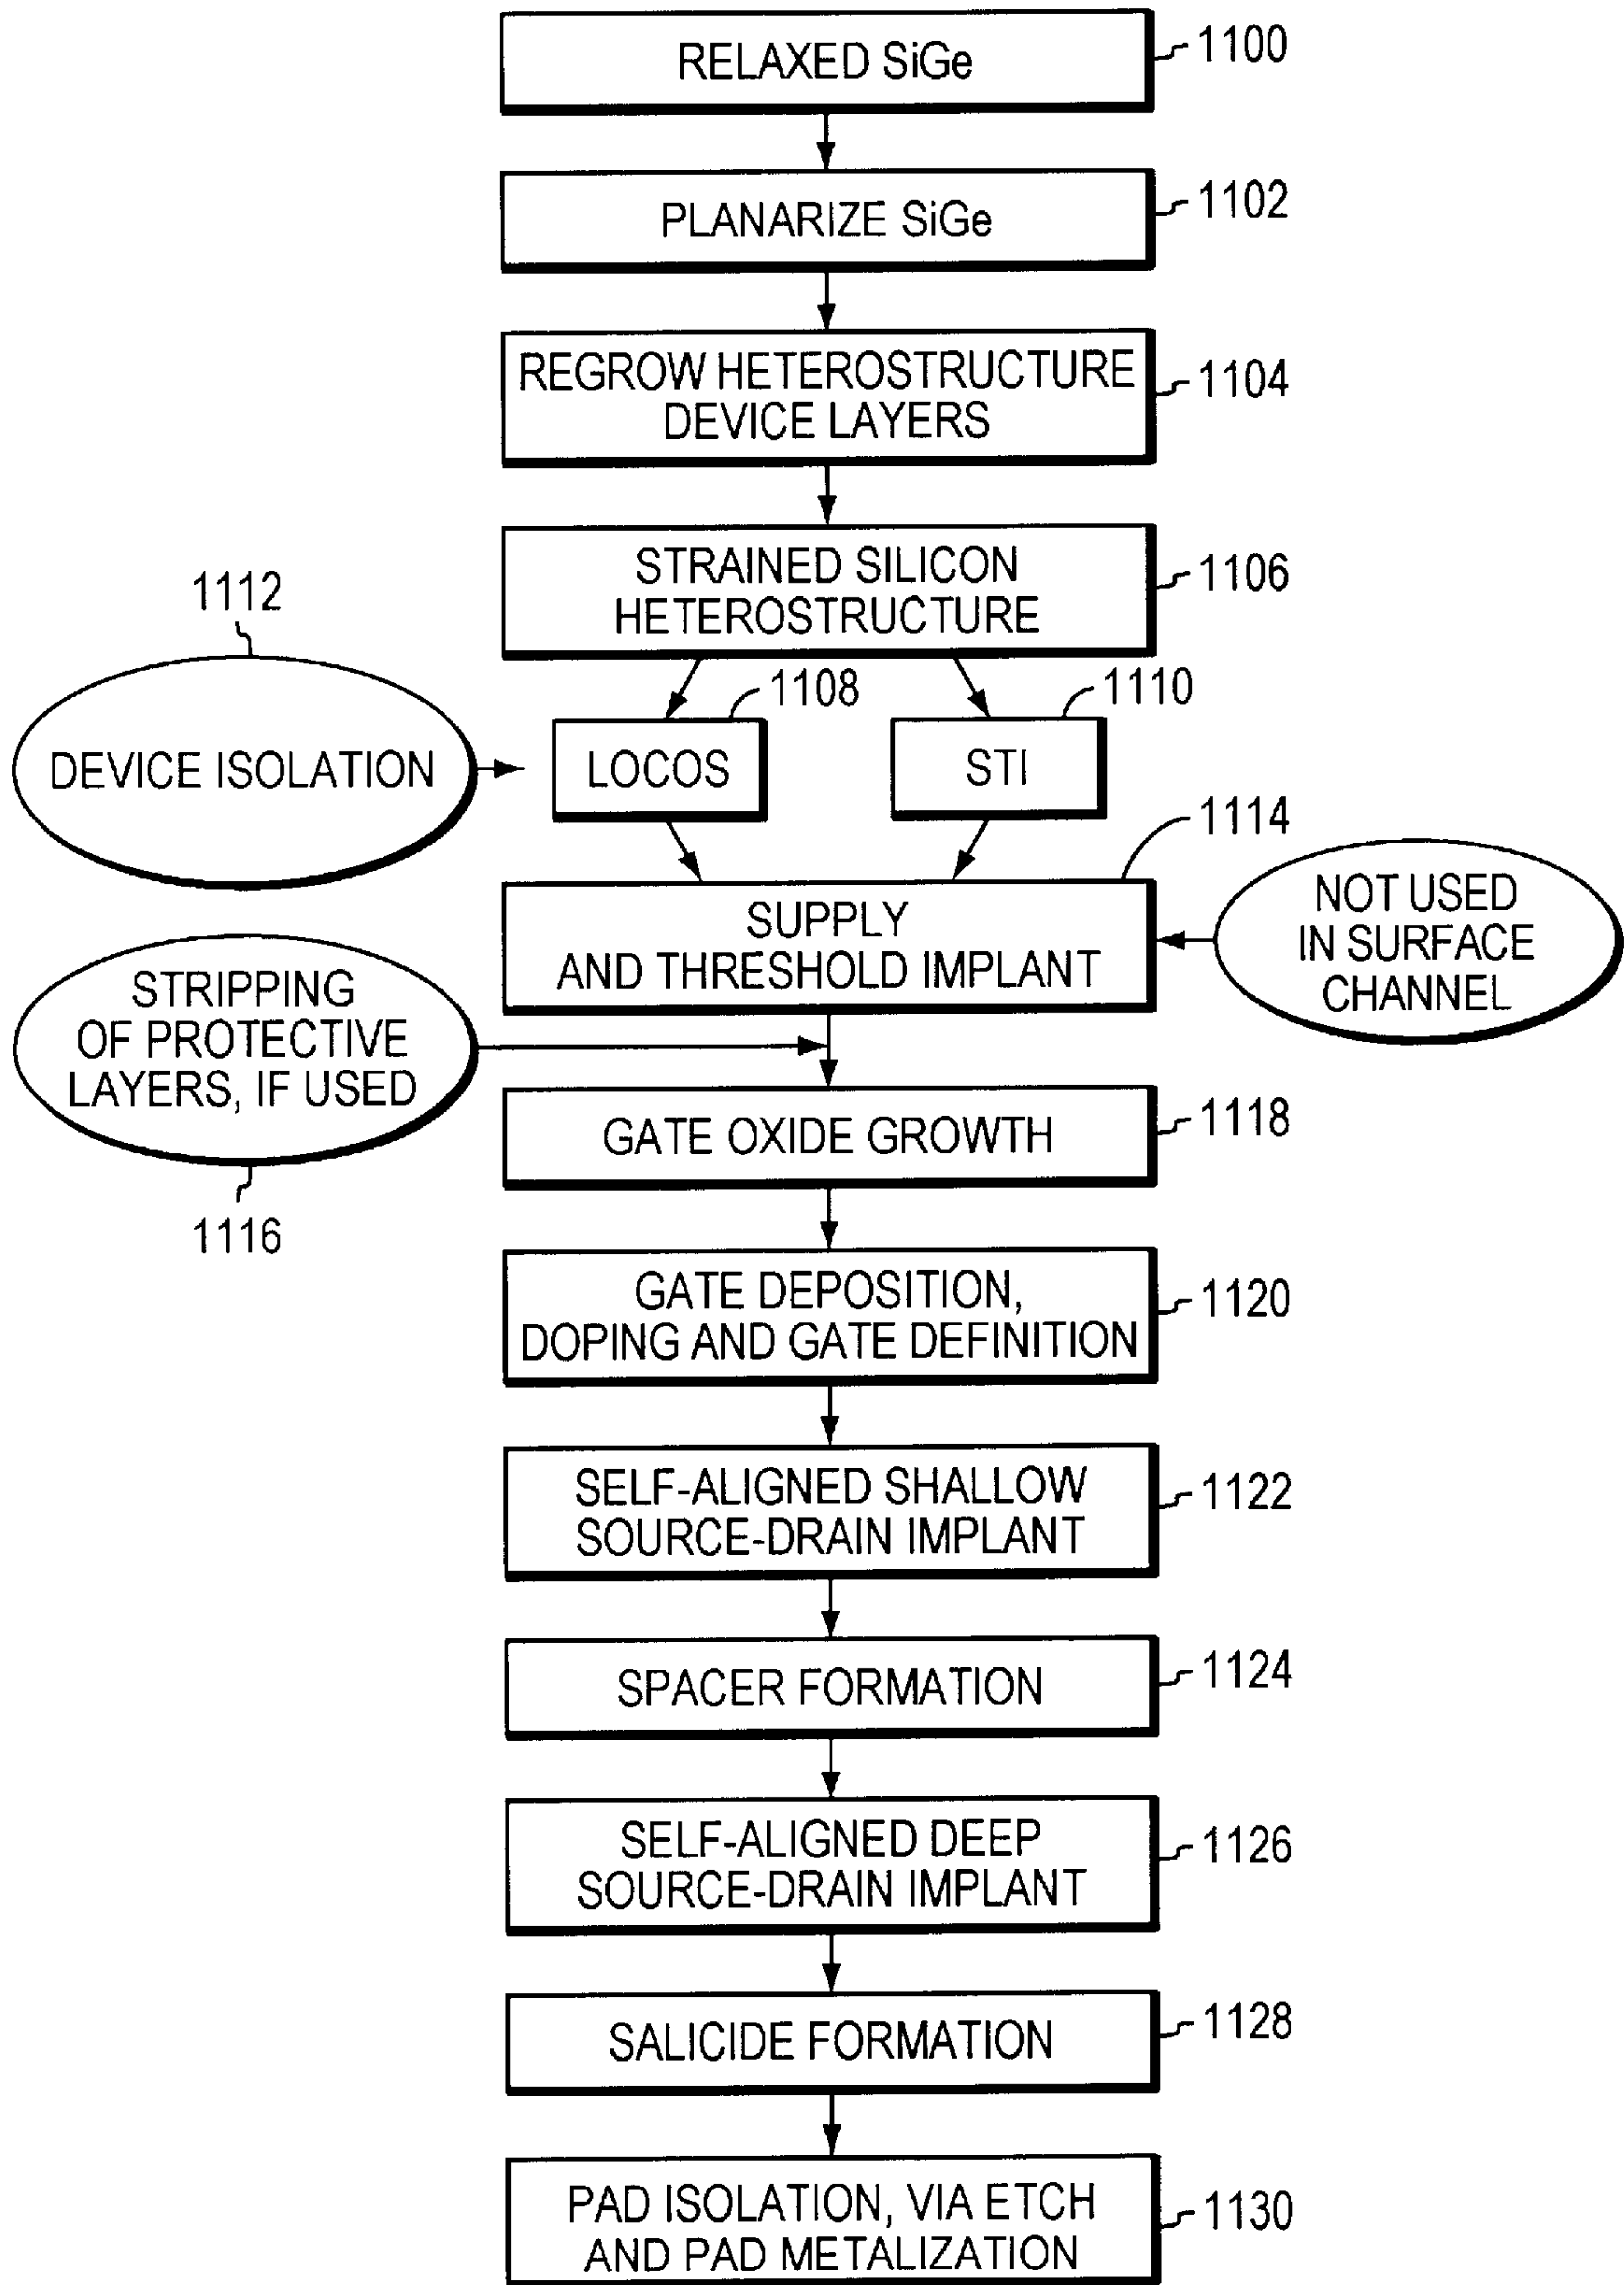 RELAXED SiGe
1100
PLANARIZE SiGe
1102
REGROW HETEROSTRUCTURE
DEVICE LAYERS
1104
STRAINED SILICON
HETEROSTRUCTURE
1106
1112
DEVICE ISOLATION
1108
LOCOS
1110
STI
1114
SUPPLY
AND THRESHOLD IMPLANT
NOT USED
IN SURFACE
CHANNEL
STRIPPING
OF PROTECTIVE
LAYERS, IF USED
1116
GATE OXIDE GROWTH
1118
GATE DEPOSITION,
DOPING AND GATE DEFINITION
1120
SELF-ALIGNED SHALLOW
SOURCE-DRAIN IMPLANT
1122
SPACER FORMATION
1124
SELF-ALIGNED DEEP
SOURCE-DRAIN IMPLANT
1126
SALICIDE FORMATION
1128
PAD ISOLATION, VIA ETCH
AND PAD METALIZATION
1130